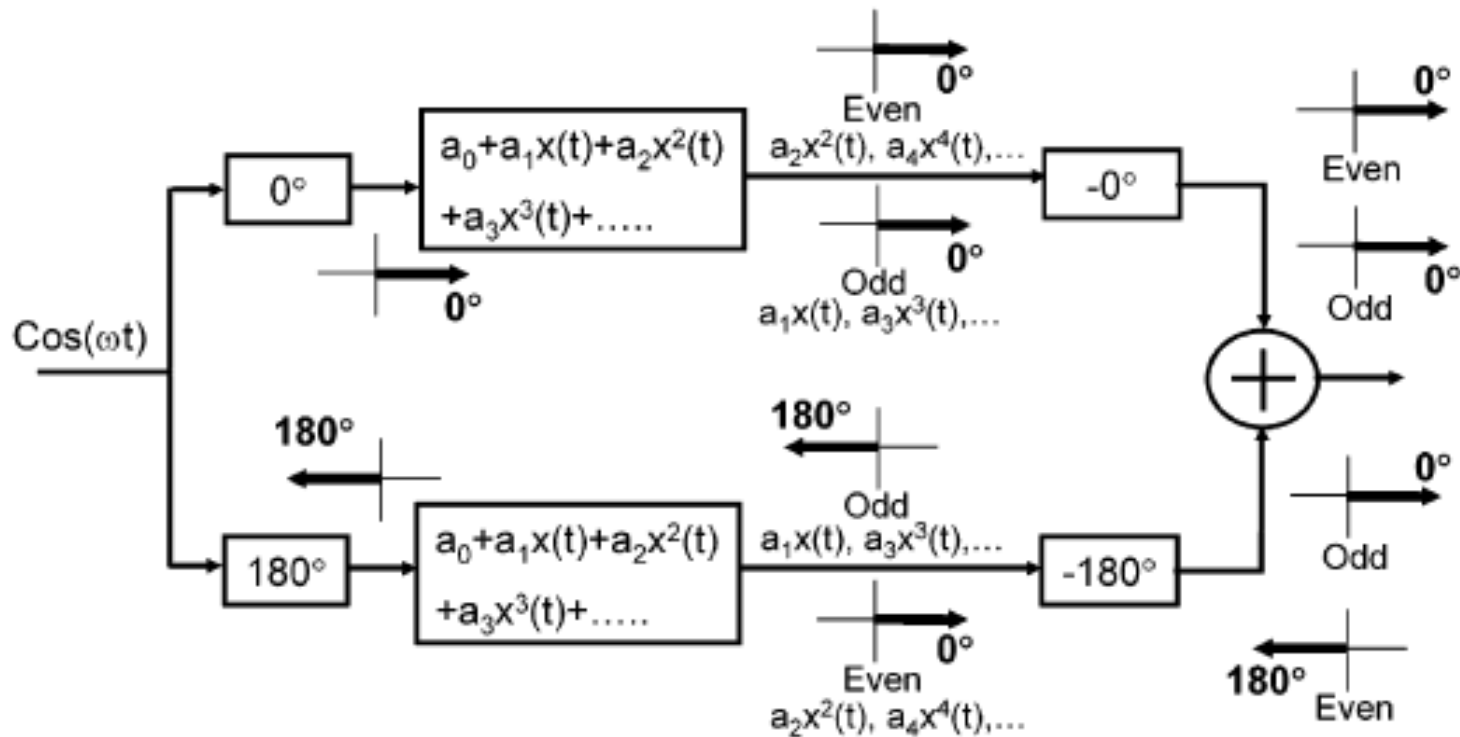 0°
Even
a₂x²(t), a₄x⁴(t),...
0°
a₀+a₁x(t)+a₂x²(t)
+a₃x³(t)+.....
-0°
0°
Even
0°
Odd
0°
Odd
a₁x(t), a₃x³(t),...
0°
Cos(ωt)
180°
180°
180°
a₀+a₁x(t)+a₂x²(t)
+a₃x³(t)+.....
Odd
a₁x(t), a₃x³(t),...
-180°
0°
Odd
0°
Even
a₂x²(t), a₄x⁴(t),...
180°
Even